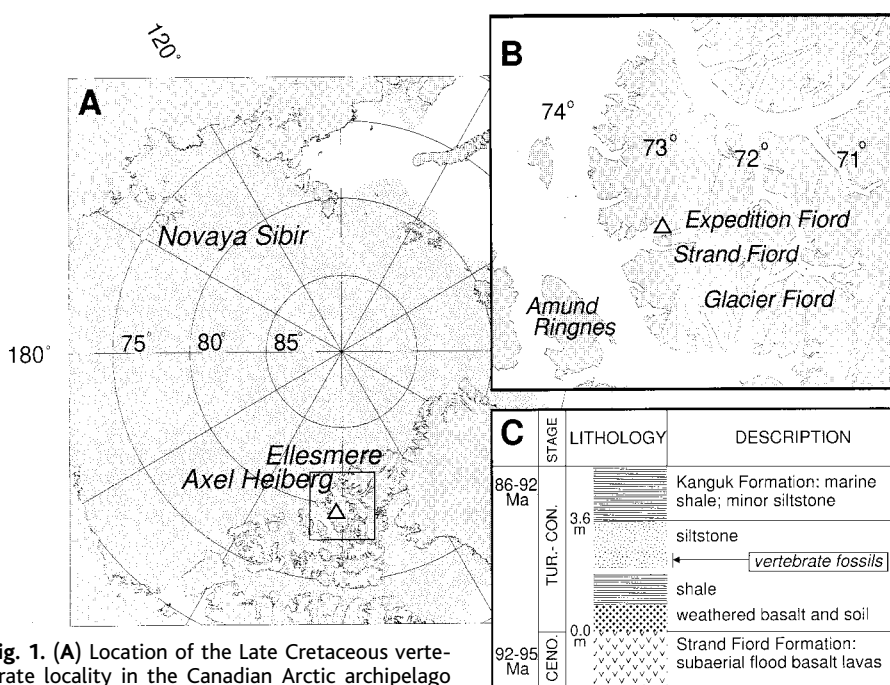 120°
A
Novaya Sibir
180°
75°
80°
85°
Ellesmere
Axel Heiberg
B
74°
73°
72°
71°
Expedition Fiord
Strand Fiord
Glacier Fiord
Amund
Ringnes
C
STAGE
LITHOLOGY
DESCRIPTION
86-92
Ma
TUR.- CON.
3.6
m
Kanguk Formation: marine
shale; minor siltstone
siltstone
vertebrate fossils
shale
weathered basalt and soil
0.0
m
92-95
Ma
CENO.
Strand Fiord Formation:
subaerial flood basalt lavas
ig. 1. (A) Location of the Late Cretaceous verte-
rate locality in the Canadian Arctic archipelago